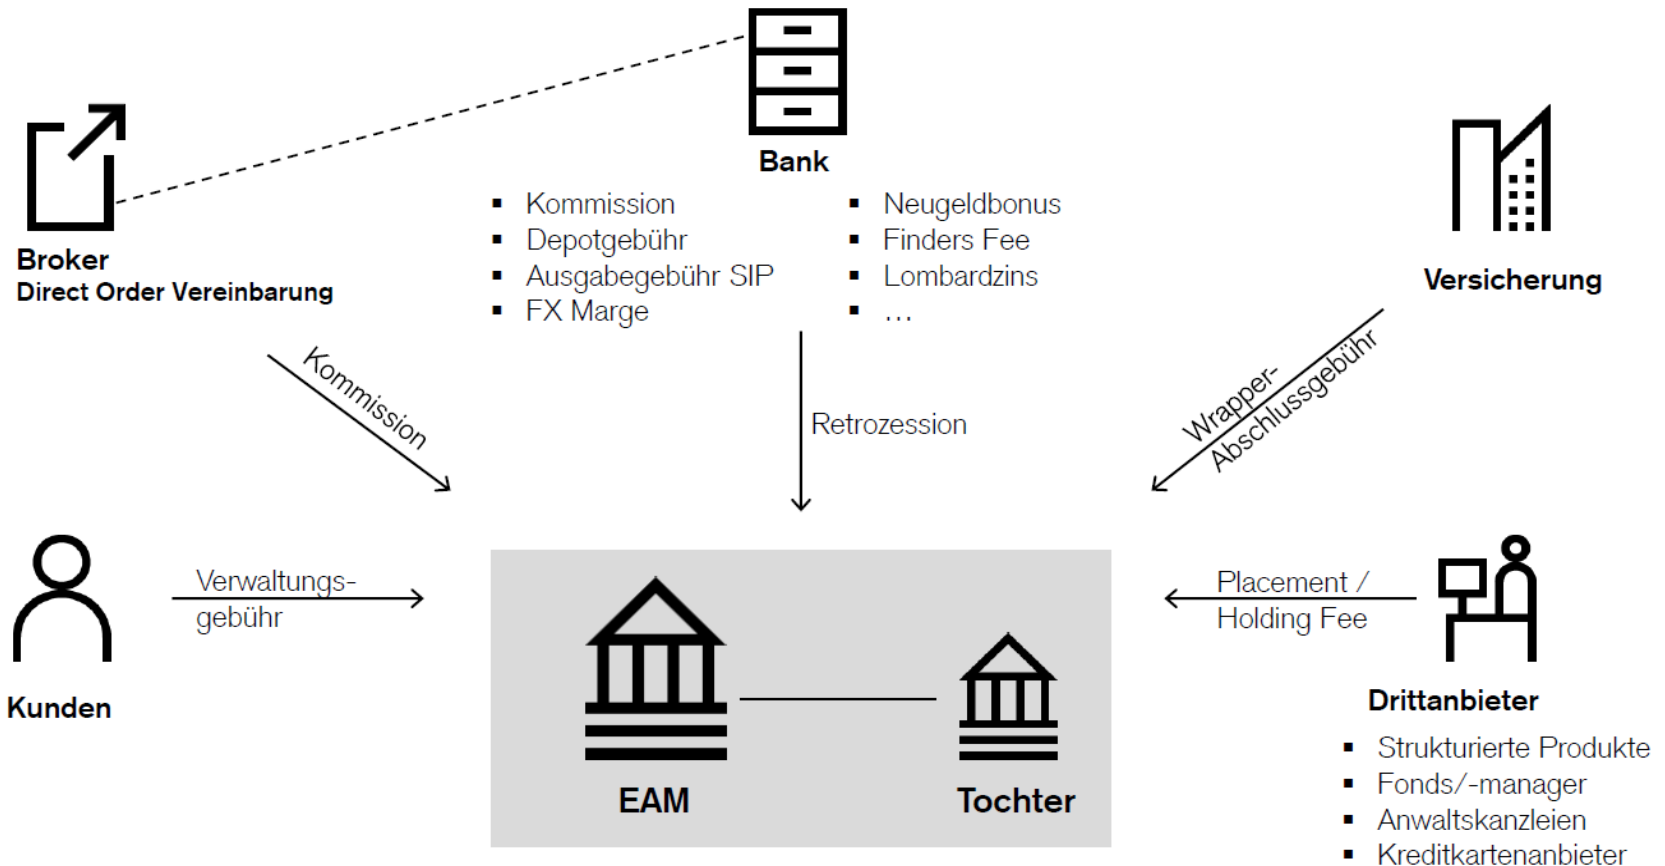 Bank
▪ Kommission
▪ Depotgebühr
▪ Ausgabegebühr SIP
▪ FX Marge
▪ Neugeldbonus
▪ Finders Fee
▪ Lombardzins
▪ …
Broker
Direct Order Vereinbarung
Versicherung
Kommission
Retrozession
Wrapper-
Abschlussgebühr
Kunden
Verwaltungs-
gebühr
EAM
Tochter
Placement /
Holding Fee
Drittanbieter
▪ Strukturierte Produkte
▪ Fonds/-manager
▪ Anwaltskanzleien
▪ Kreditkartenanbieter